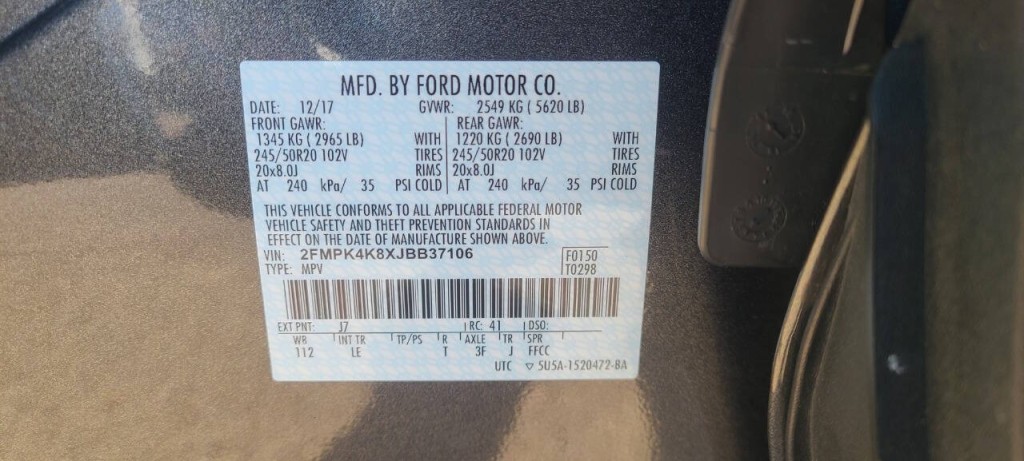 MFD. BY FORD MOTOR CO.
DATE: 12/17 GVWR: 2549 KG ( 5620 LB)
FRONT GAWR: REAR GAWR:
1345 KG ( 2965 LB) WITH 1220 KG ( 2690 LB) WITH
245/50R20 102V TIRES 245/50R20 102V TIRES
20x8.0J RIMS 20x8.0J RIMS
AT 240 kPa/ 35 PSI COLD AT 240 kPa/ 35 PSI COLD
THIS VEHICLE CONFORMS TO ALL APPLICABLE FEDERAL MOTOR
VEHICLE SAFETY AND THEFT PREVENTION STANDARDS IN
EFFECT ON THE DATE OF MANUFACTURE SHOWN ABOVE.
VIN: 2FMPK4K8XJBB37106 F0150
TYPE: MPV T0298
EXT PNT: J7 RC: 41 DSO:
WB INT TR TP/PS R AXLE TR SPR
112 LE T 3F J FFCC
UTC ▽ 5U5A-1520472-BA